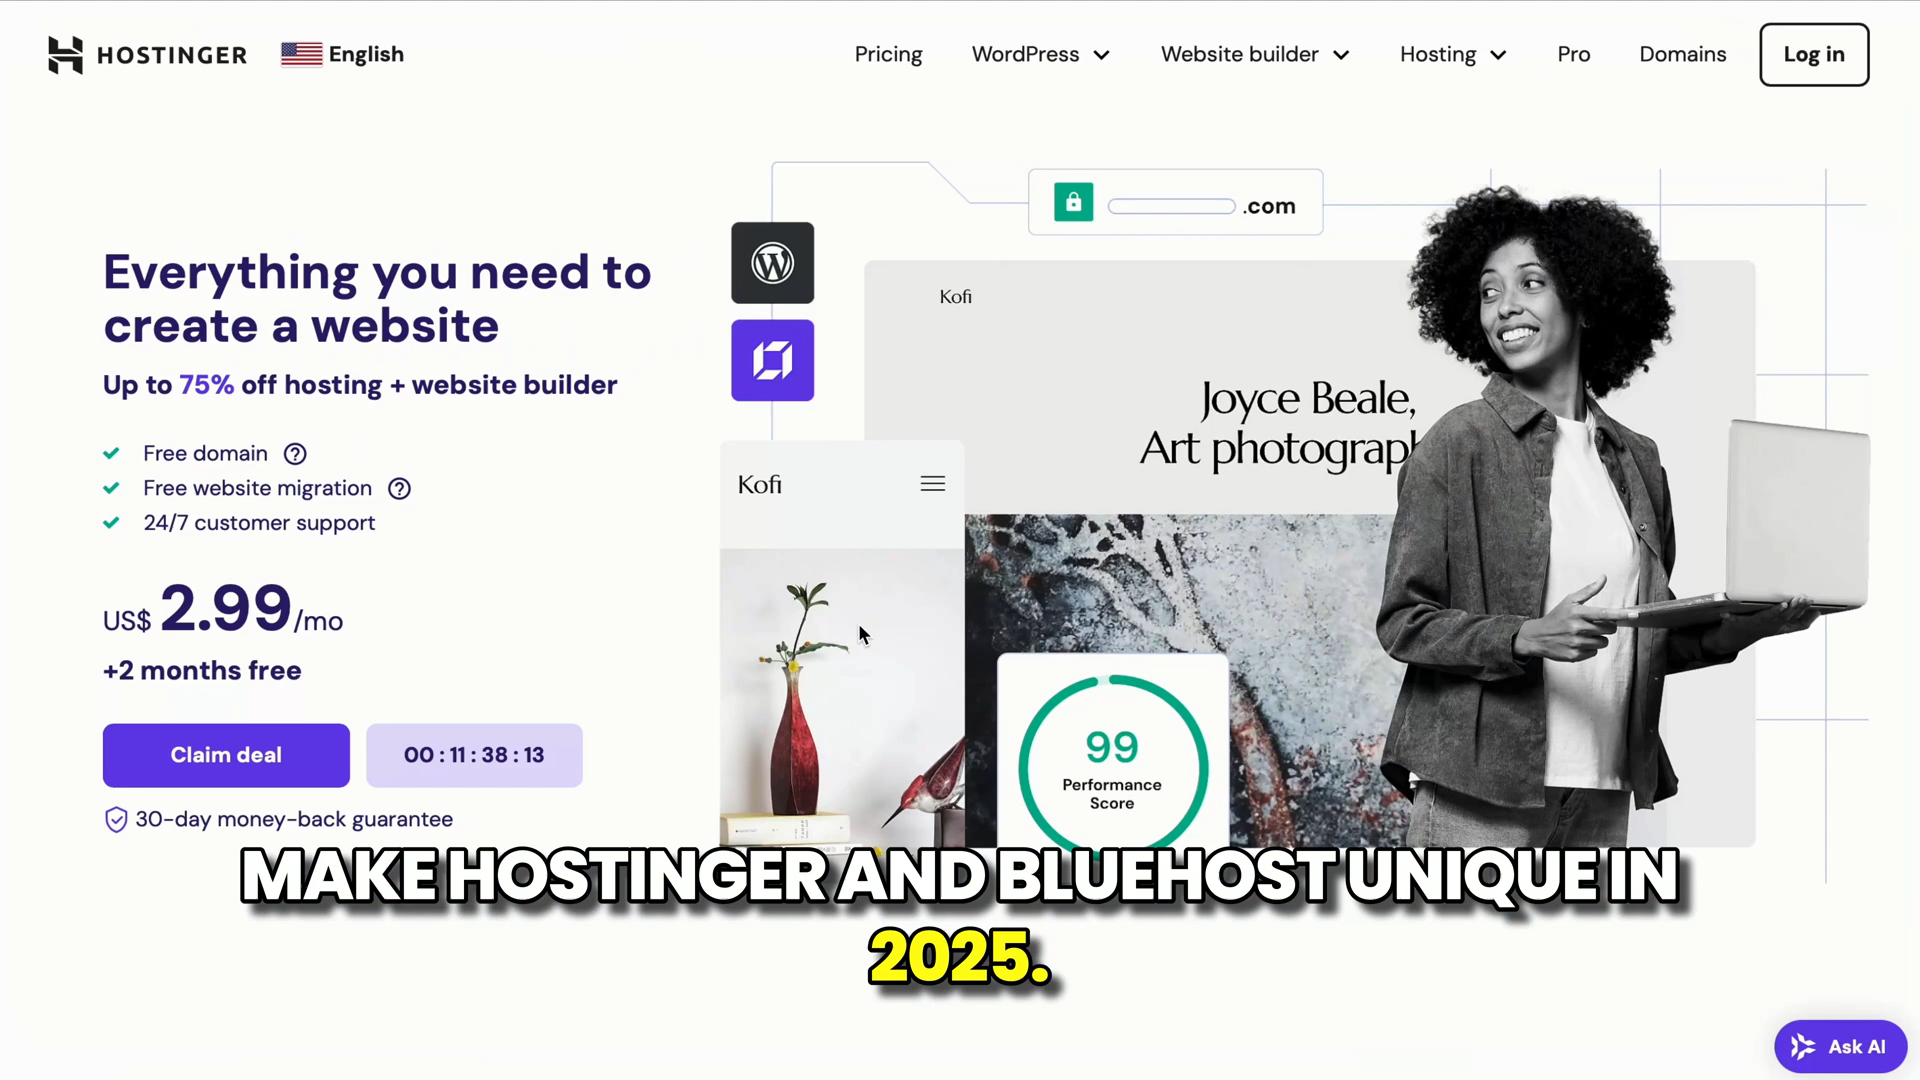 HOSTINGER
English
Pricing
WordPress
Website builder
Hosting
Pro
Domains
Log in
.com
Everything you need to
create a website
Up to 75% off hosting + website builder
Free domain
Free website migration
24/7 customer support
US$ 2.99/mo
+2 months free
Claim deal
00 : 11 : 38 : 13
30-day money-back guarantee
Kofi
Joyce Beale,
Art photograph
Kofi
99
Performance
Score
MAKE HOSTINGER AND BLUEHOST UNIQUE IN
2025.
Ask AI